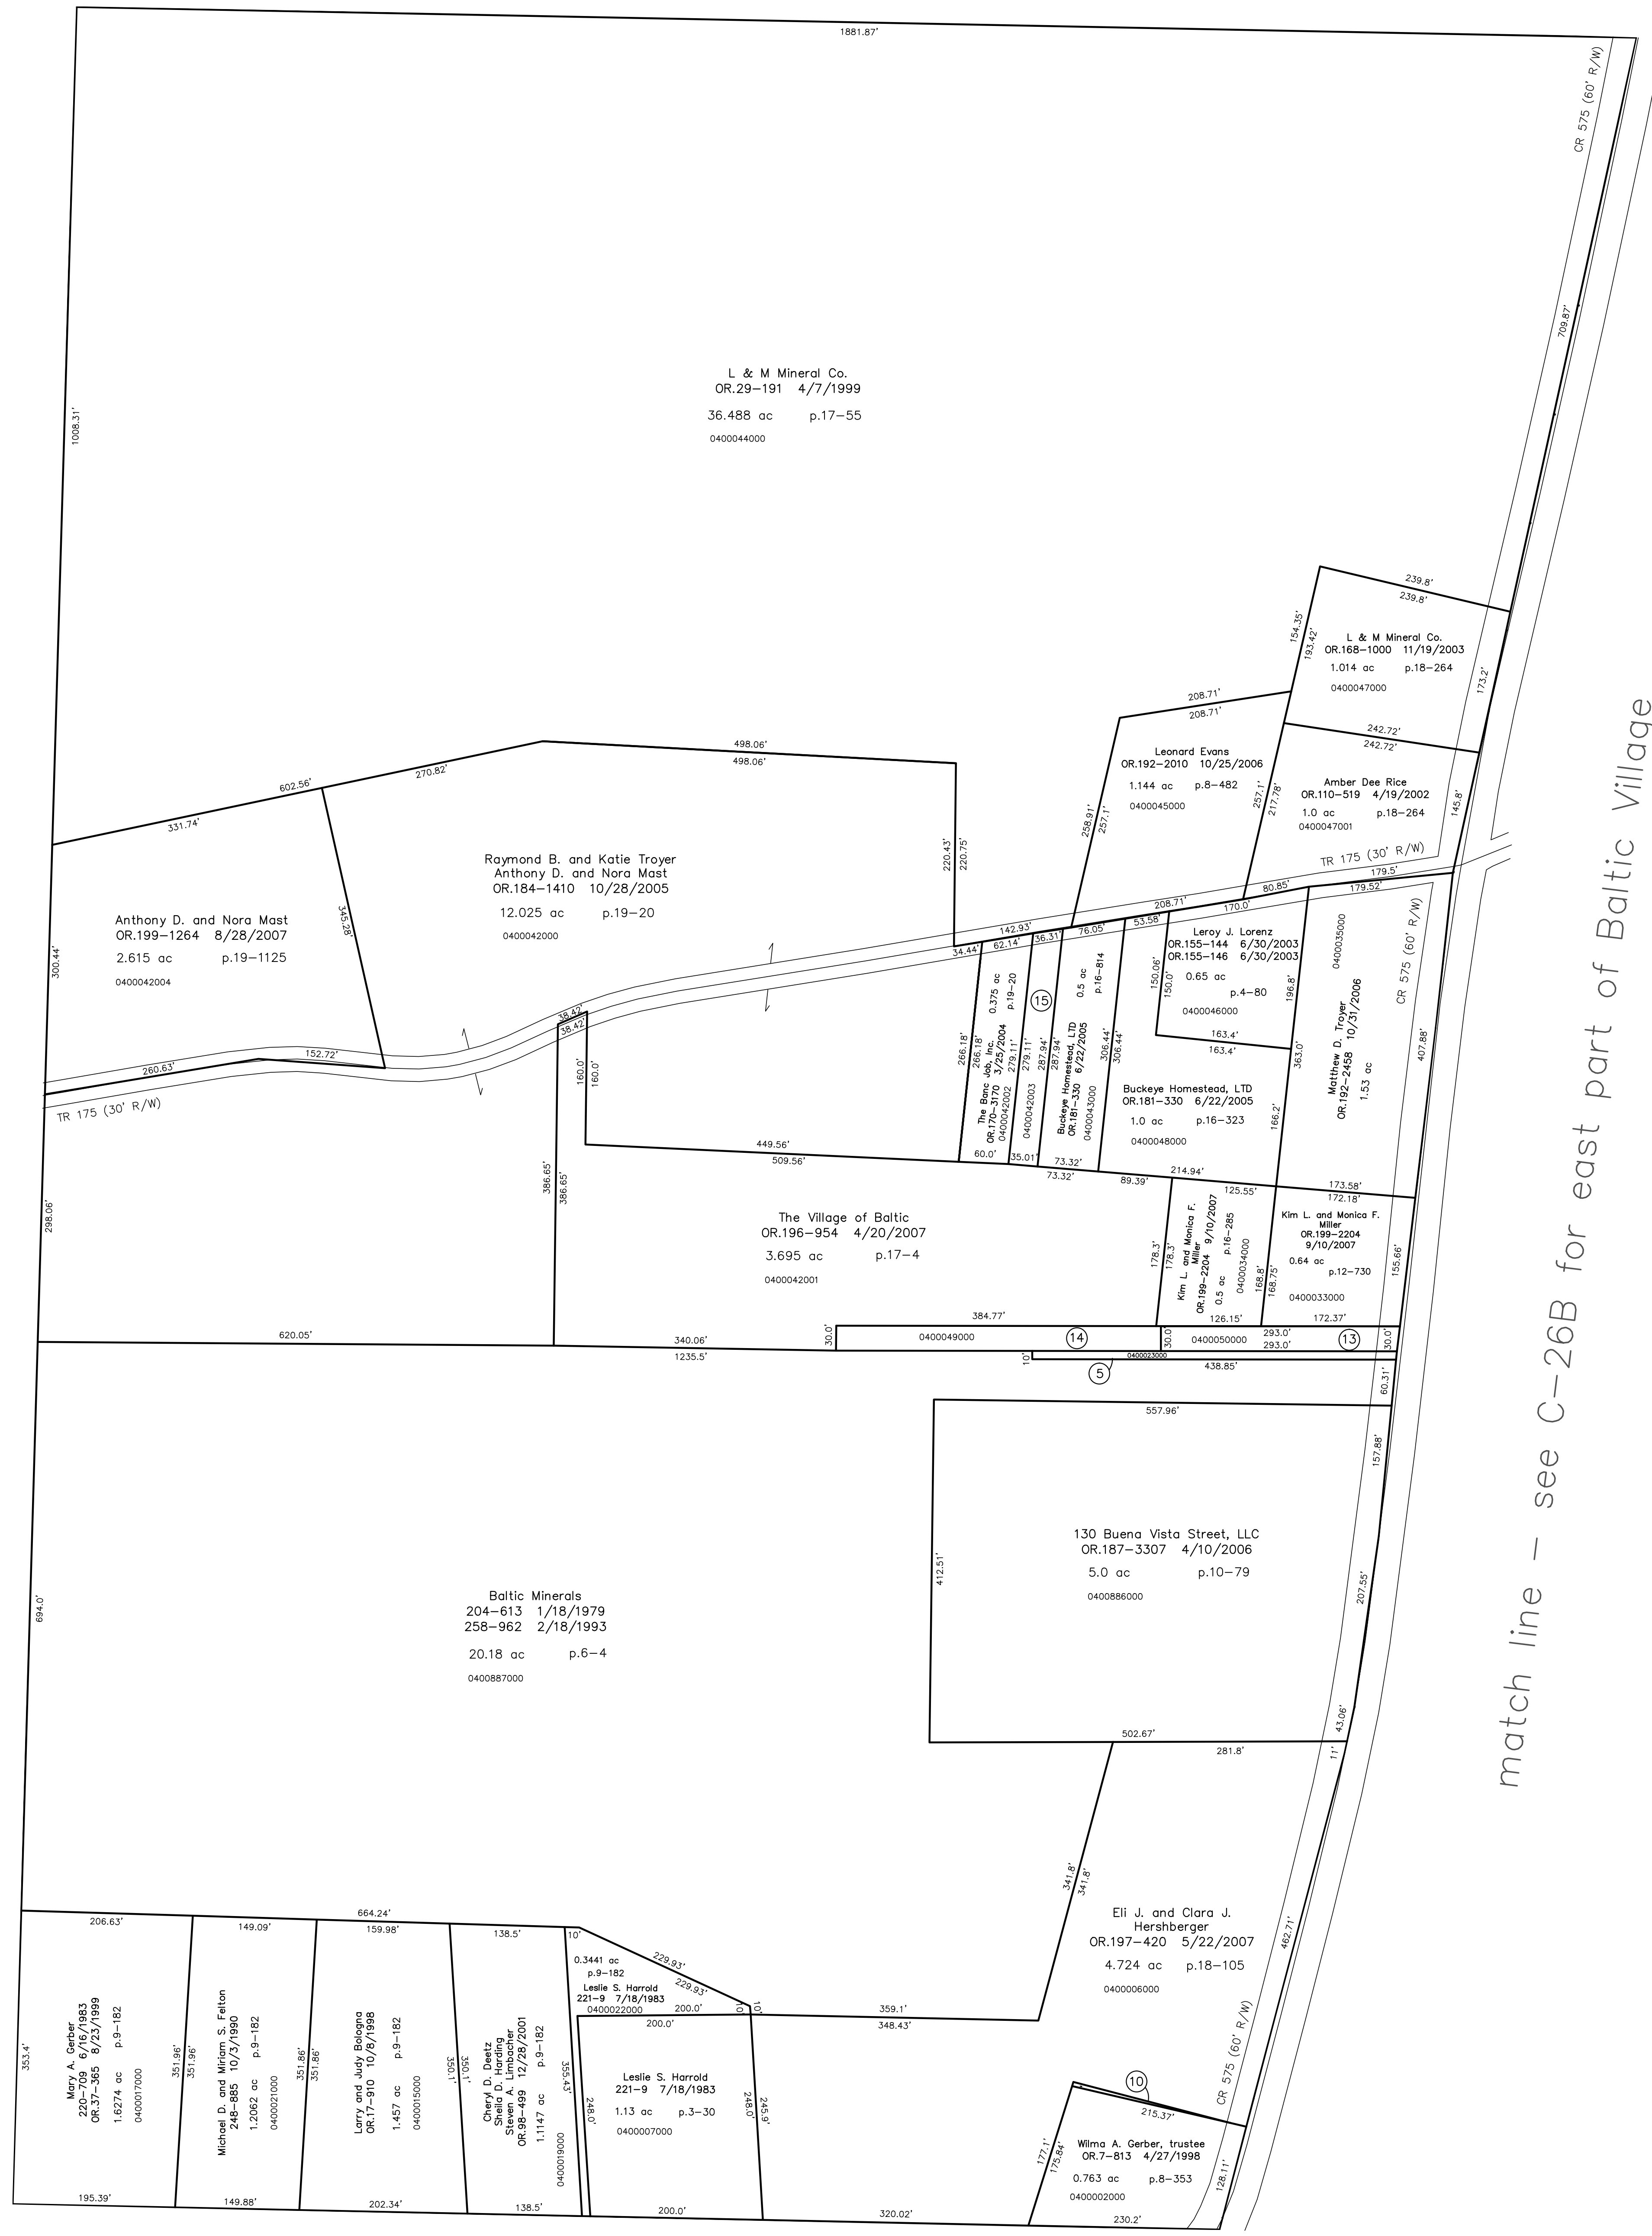 1881.87'
CR 575 (60' R/W)
709.87'
1008.31'
L & M Mineral Co.
OR.29-191 4/7/1999
36.488 ac p.17-55
0400044000
239.8'
239.8'
154.35'
193.42'
L & M Mineral Co.
OR.168-1000 11/19/2003
1.014 ac p.18-264
0400047000
173.2'
208.71'
208.71'
242.72'
242.72'
498.06'
498.06'
Leonard Evans
OR.192-2010 10/25/2006
1.144 ac p.8-482
0400045000
258.91'
257.1'
257.1'
217.78'
Amber Dee Rice
OR.110-519 4/19/2002
1.0 ac p.18-264
0400047001
145.8'
602.56'
270.82'
331.74'
220.43'
220.75'
TR 175 (30' R/W)
Raymond B. and Katie Troyer
Anthony D. and Nora Mast
OR.184-1410 10/28/2005
12.025 ac p.19-20
0400042000
345.28'
Anthony D. and Nora Mast
OR.199-1264 8/28/2007
2.615 ac p.19-1125
0400042004
300.44'
179.5'
179.52'
80.85'
208.71'
170.0'
142.93'
53.58'
76.05'
36.31'
62.14'
34.44'
Leroy J. Lorenz
OR.155-144 6/30/2003
OR.155-146 6/30/2003
0.65 ac
p.4-80
0400046000
150.06'
150.0'
196.8'
163.4'
163.4'
0400035000
Matthew D. Troyer
OR.192-2458 10/31/2006
1.53 ac
CR 575 (60' R/W)
407.88'
363.0'
166.2'
15
266.18'
266.18'
The Banc Job, Inc.
OR.170-3170 3/25/2004
0400042002
0.375 ac
p.19-20
279.11'
279.11'
0400042003
287.94'
287.94'
Buckeye Homestead, LTD
OR.181-330 6/22/2005
0400043000
0.5 ac
p.16-814
306.44'
306.44'
Buckeye Homestead, LTD
OR.181-330 6/22/2005
1.0 ac p.16-323
0400048000
38.42'
38.42'
152.72'
260.63'
TR 175 (30' R/W)
160.0'
160.0'
449.56'
509.56'
60.0'
35.01'
73.32'
73.32'
214.94'
89.39'
125.55'
173.58'
172.18'
386.65'
386.65'
298.06'
The Village of Baltic
OR.196-954 4/20/2007
3.695 ac p.17-4
0400042001
178.3'
178.3'
Kim L. and Monica F.
Miller
OR.199-2204 9/10/2007
0.5 ac p.16-285
0400034000
168.8'
168.75'
Kim L. and Monica F.
Miller
OR.199-2204
9/10/2007
0.64 ac
p.12-730
0400033000
155.66'
126.15'
172.37'
384.77'
30.0'
0400049000
14
30.0'
0400050000
293.0'
293.0'
13
30.0'
620.05'
340.06'
1235.5'
10'
0400023000
438.85'
5
60.31'
557.96'
157.88'
412.51'
130 Buena Vista Street, LLC
OR.187-3307 4/10/2006
5.0 ac p.10-79
0400886000
207.55'
694.0'
Baltic Minerals
204-613 1/18/1979
258-962 2/18/1993
20.18 ac p.6-4
0400887000
43.06'
502.67'
281.8'
11'
341.8'
341.8'
Eli J. and Clara J.
Hershberger
OR.197-420 5/22/2007
4.724 ac p.18-105
0400006000
462.71'
CR 575 (60' R/W)
664.24'
206.63'
149.09'
159.98'
138.5'
10'
229.93'
229.93'
0.3441 ac
p.9-182
Leslie S. Harrold
221-9 7/18/1983
0400022000
200.0'
10'
10'
200.0'
359.1'
348.43'
353.4'
Mary A. Gerber
220-709 6/16/1983
OR.37-365 8/23/1999
1.6274 ac p.9-182
0400017000
351.96'
351.96'
Michael D. and Miriam S. Felton
248-885 10/3/1990
1.2062 ac p.9-182
0400021000
351.86'
351.86'
Larry and Judy Bologna
OR.17-910 10/8/1998
1.457 ac p.9-182
0400015000
350.1'
350.1'
Cheryl D. Deetz
Sheila D. Harding
Steven A. Limbacher
OR.98-499 12/28/2001
1.1147 ac p.9-182
0400019000
355.43'
248.0'
Leslie S. Harrold
221-9 7/18/1983
1.13 ac p.3-30
0400007000
248.0'
245.9'
10
215.37'
177.1'
175.84'
Wilma A. Gerber, trustee
OR.7-813 4/27/1998
0.763 ac p.8-353
0400002000
128.11'
195.39'
149.88'
202.34'
138.5'
200.0'
320.02'
230.2'
match line - see C-26B for east part of Baltic Village